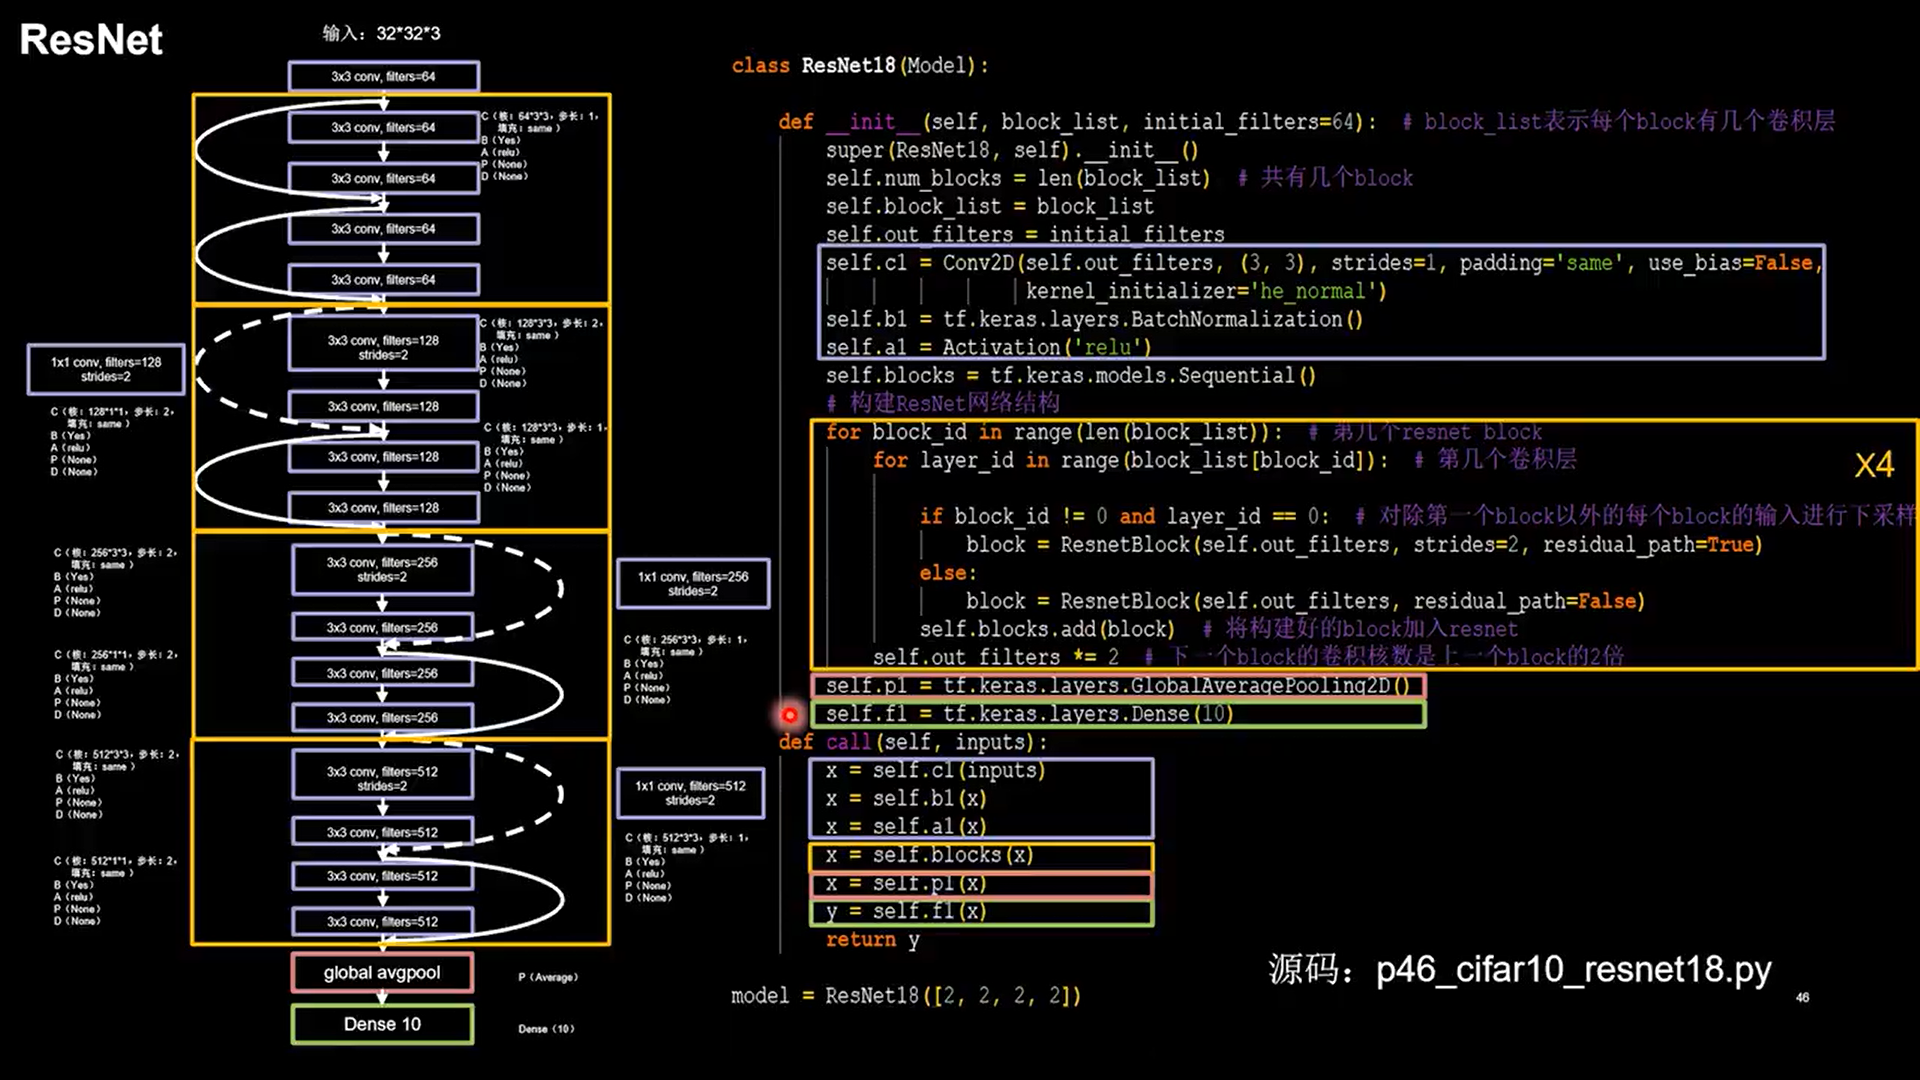 ResNet
输入：32*32*3
3x3 conv, filters=64
3x3 conv, filters=64
C（核：64*3*3，步长：1，
填充：same ）
B（Yes）
A（relu）
P（None）
D（None）
3x3 conv, filters=64
3x3 conv, filters=64
3x3 conv, filters=64
3x3 conv, filters=128
strides=2
C（核：128*3*3，步长：2，
填充：same ）
B（Yes）
A（relu）
P（None）
D（None）
1x1 conv, filters=128
strides=2
C（核：128*1*1，步长：2，
填充：same ）
B（Yes）
A（relu）
P（None）
D（None）
3x3 conv, filters=128
C（核：128*3*3，步长：1，
填充：same ）
B（Yes）
A（relu）
P（None）
D（None）
3x3 conv, filters=128
3x3 conv, filters=128
C（核：256*3*3，步长：2，
填充：same ）
B（Yes）
A（relu）
P（None）
D（None）
3x3 conv, filters=256
strides=2
1x1 conv, filters=256
strides=2
3x3 conv, filters=256
C（核：256*3*3，步长：1，
填充：same ）
B（Yes）
A（relu）
P（None）
D（None）
C（核：256*1*1，步长：2，
填充：same ）
B（Yes）
A（relu）
P（None）
D（None）
3x3 conv, filters=256
3x3 conv, filters=256
C（核：512*3*3，步长：2，
填充：same ）
B（Yes）
A（relu）
P（None）
D（None）
3x3 conv, filters=512
strides=2
1x1 conv, filters=512
strides=2
3x3 conv, filters=512
C（核：512*3*3，步长：1，
填充：same ）
B（Yes）
A（relu）
P（None）
D（None）
C（核：512*1*1，步长：2，
填充：same ）
B（Yes）
A（relu）
P（None）
D（None）
3x3 conv, filters=512
3x3 conv, filters=512
global avgpool
P（Average）
Dense 10
Dense（10）
class ResNet18(Model):
def __init__(self, block_list, initial_filters=64): # block_list表示每个block有几个卷积层
super(ResNet18, self).__init__()
self.num_blocks = len(block_list) # 共有几个block
self.block_list = block_list
self.out_filters = initial_filters
self.c1 = Conv2D(self.out_filters, (3, 3), strides=1, padding='same', use_bias=False,
kernel_initializer='he_normal')
self.b1 = tf.keras.layers.BatchNormalization()
self.a1 = Activation('relu')
self.blocks = tf.keras.models.Sequential()
# 构建ResNet网络结构
for block_id in range(len(block_list)): # 第几个resnet block
for layer_id in range(block_list[block_id]): # 第几个卷积层
X4
if block_id != 0 and layer_id == 0: # 对除第一个block以外的每个block的输入进行下采样
block = ResnetBlock(self.out_filters, strides=2, residual_path=True)
else:
block = ResnetBlock(self.out_filters, residual_path=False)
self.blocks.add(block) # 将构建好的block加入resnet
self.out_filters *= 2 # 下一个block的卷积核数是上一个block的2倍
self.p1 = tf.keras.layers.GlobalAveragePooling2D()
self.f1 = tf.keras.layers.Dense(10)
def call(self, inputs):
x = self.c1(inputs)
x = self.b1(x)
x = self.a1(x)
x = self.blocks(x)
x = self.p1(x)
y = self.f1(x)
return y
model = ResNet18([2, 2, 2, 2])
源码：p46_cifar10_resnet18.py
46